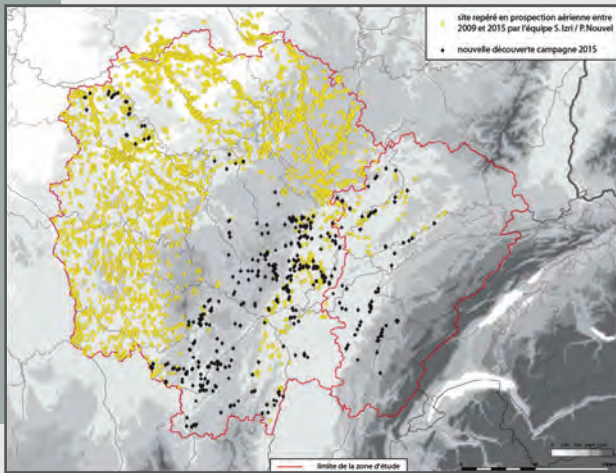 site repéré en prospection aérienne entre
2009 et 2015 par l'équipe S. Izri / P. Nouvel
nouvelle découverte campagne 2015
limite de la zone d'étude